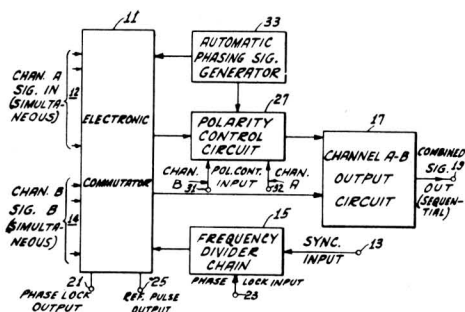 11
33
AUTOMATIC
PHASING SIG.
GENERATOR
CHAN. A
SIG. IN
(SIMULTA-
NEOUS)
12
ELECTRONIC
COMMUTATOR
27
POLARITY
CONTROL
CIRCUIT
17
CHANNEL A-B
OUTPUT
CIRCUIT
COMBINED
SIG. 19
OUT
(SEQUEN-
TIAL)
CHAN.
B
31
POL. CONT.
INPUT
CHAN.
A
32
CHAN. B
SIG. B
(SIMULTA-
NEOUS)
14
15
FREQUENCY
DIVIDER
CHAIN
SYNC.
INPUT
13
21
PHASE LOCK
OUTPUT
25
REF. PULSE
OUTPUT
PHASE LOCK INPUT
23